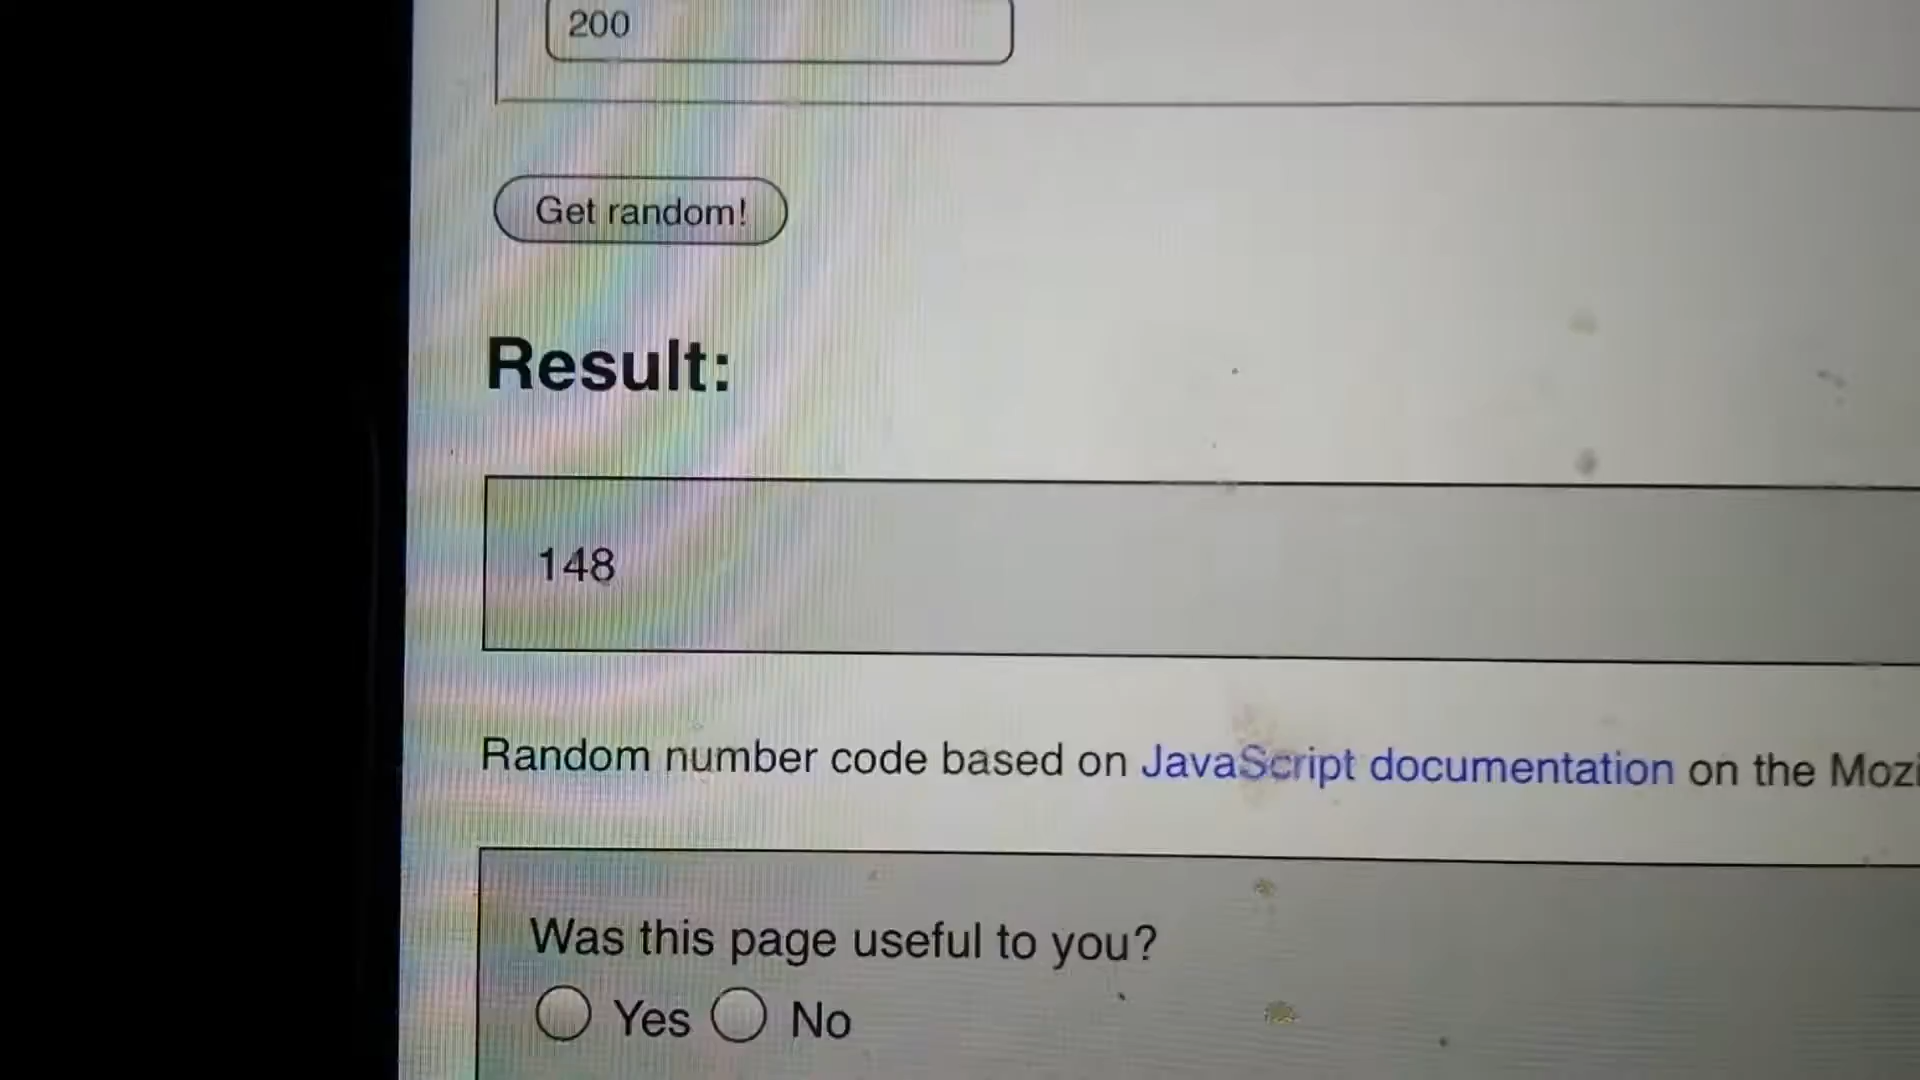 200
Get random!
Result:
148
Random number code based on JavaScript documentation on the Mozi
Was this page useful to you?
Yes No